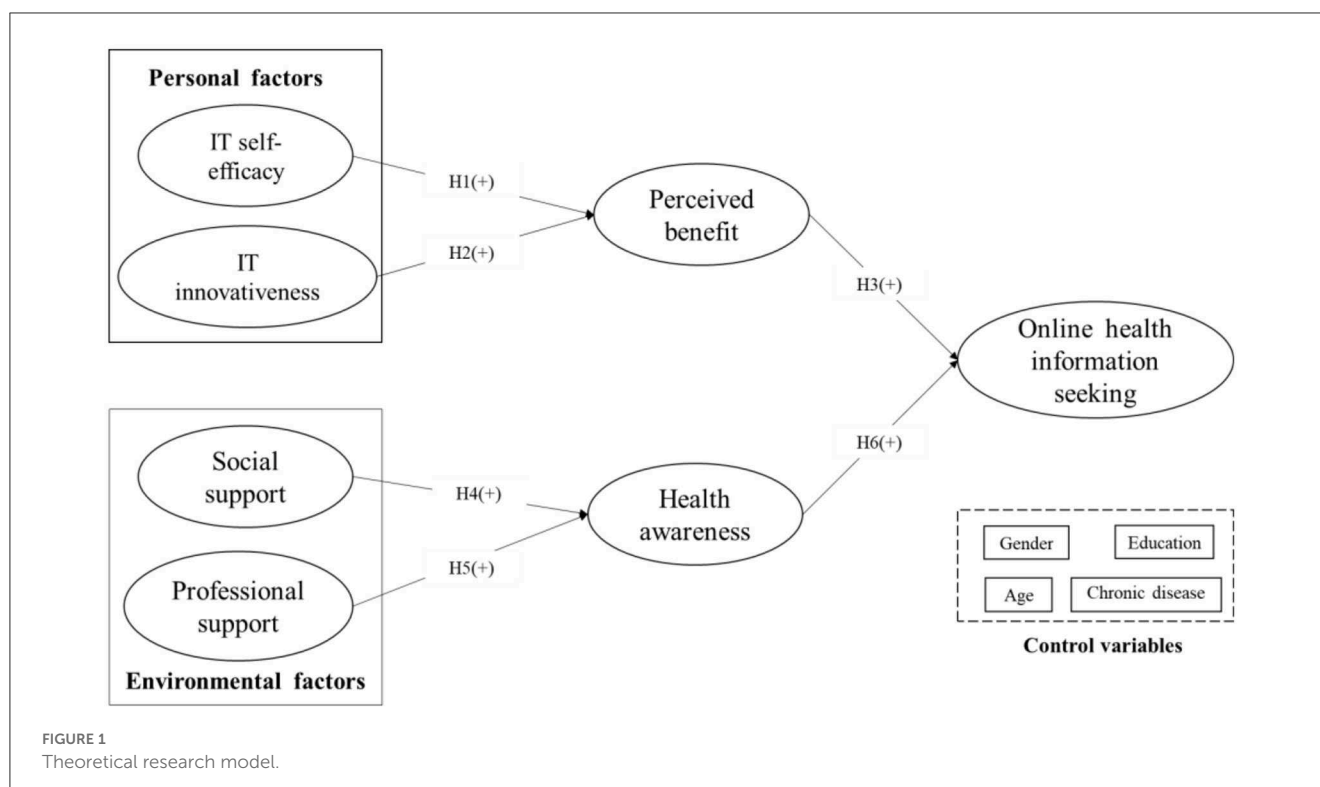 Personal factors
IT self-
efficacy
IT
innovativeness
H1(+)
H2(+)
Perceived
benefit
H3(+)
Online health
information
seeking
Social
support
Professional
support
Environmental factors
H4(+)
H5(+)
Health
awareness
H6(+)
Gender
Education
Age
Chronic disease
Control variables
FIGURE 1
Theoretical research model.